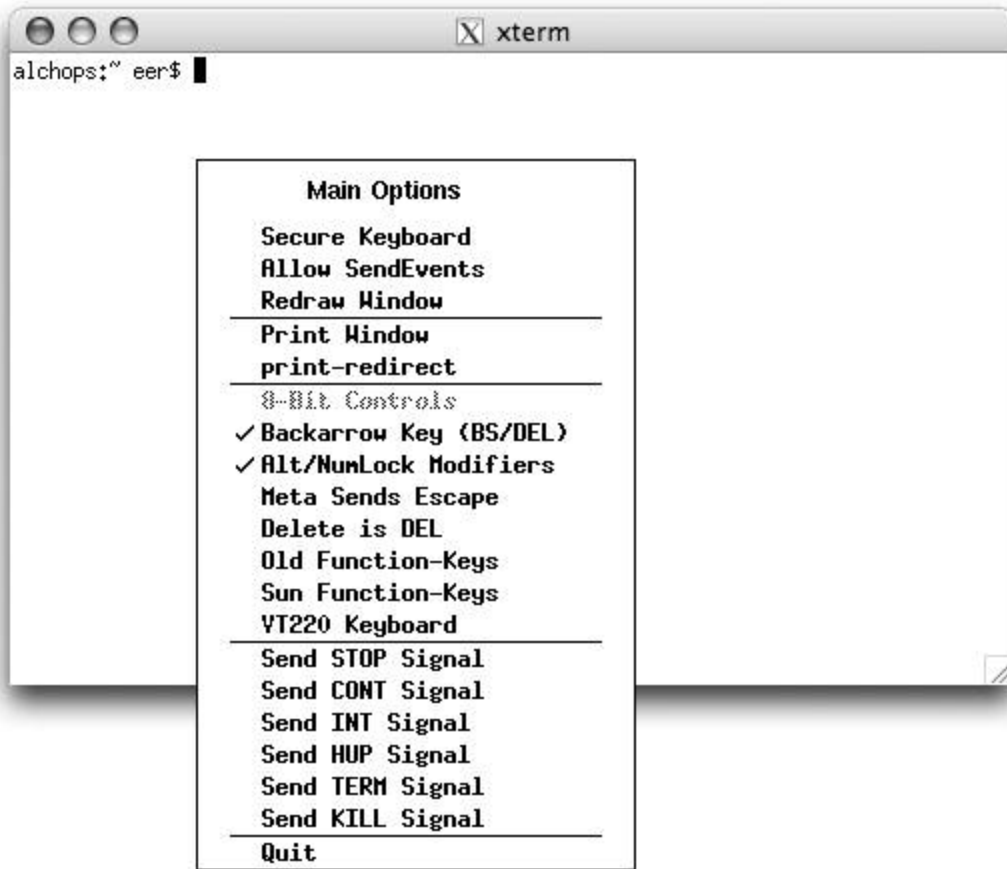 X xterm
alchops:~ eer$
Main Options
Secure Keyboard
Allow SendEvents
Redraw Window
Print Window
print-redirect
8-Bit Controls
✓ Backarrow Key (BS/DEL)
✓ Alt/NumLock Modifiers
Meta Sends Escape
Delete is DEL
Old Function-Keys
Sun Function-Keys
VT220 Keyboard
Send STOP Signal
Send CONT Signal
Send INT Signal
Send HUP Signal
Send TERM Signal
Send KILL Signal
Quit